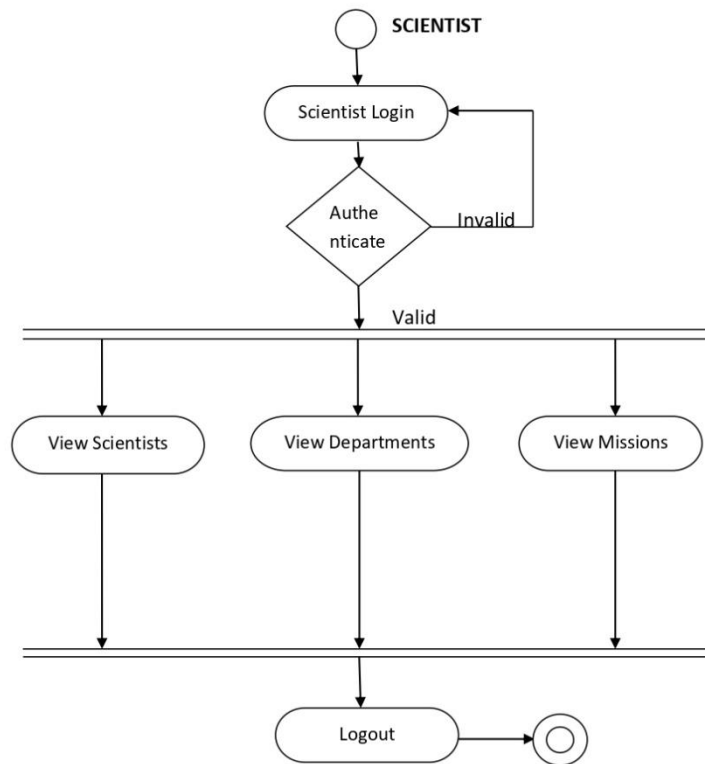 SCIENTIST
Scientist Login
Authe
nticate
Invalid
Valid
View Scientists
View Departments
View Missions
Logout